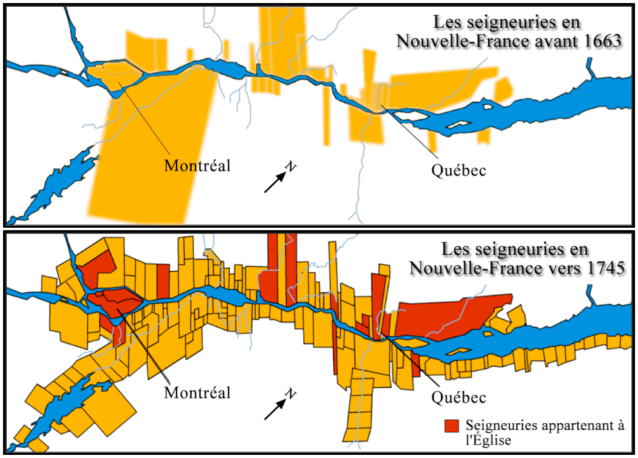 Les seigneuries en
Nouvelle-France avant 1663
Montréal
Québec
N
Les seigneuries en
Nouvelle-France vers 1745
Montréal
Québec
N
Seigneuries appartenant à
l'Église